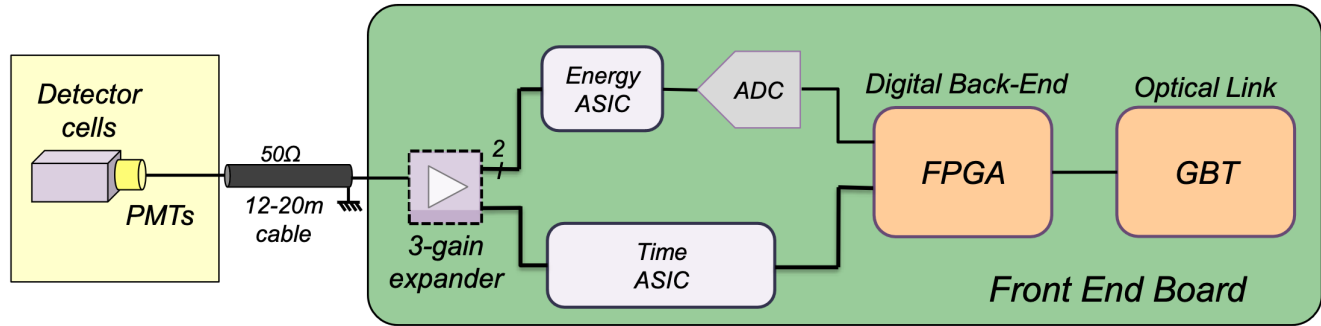 Detector
cells
PMTs
50Ω
12-20m
cable
3-gain
expander
2
Energy
ASIC
ADC
Time
ASIC
Digital Back-End
FPGA
Optical Link
GBT
Front End Board